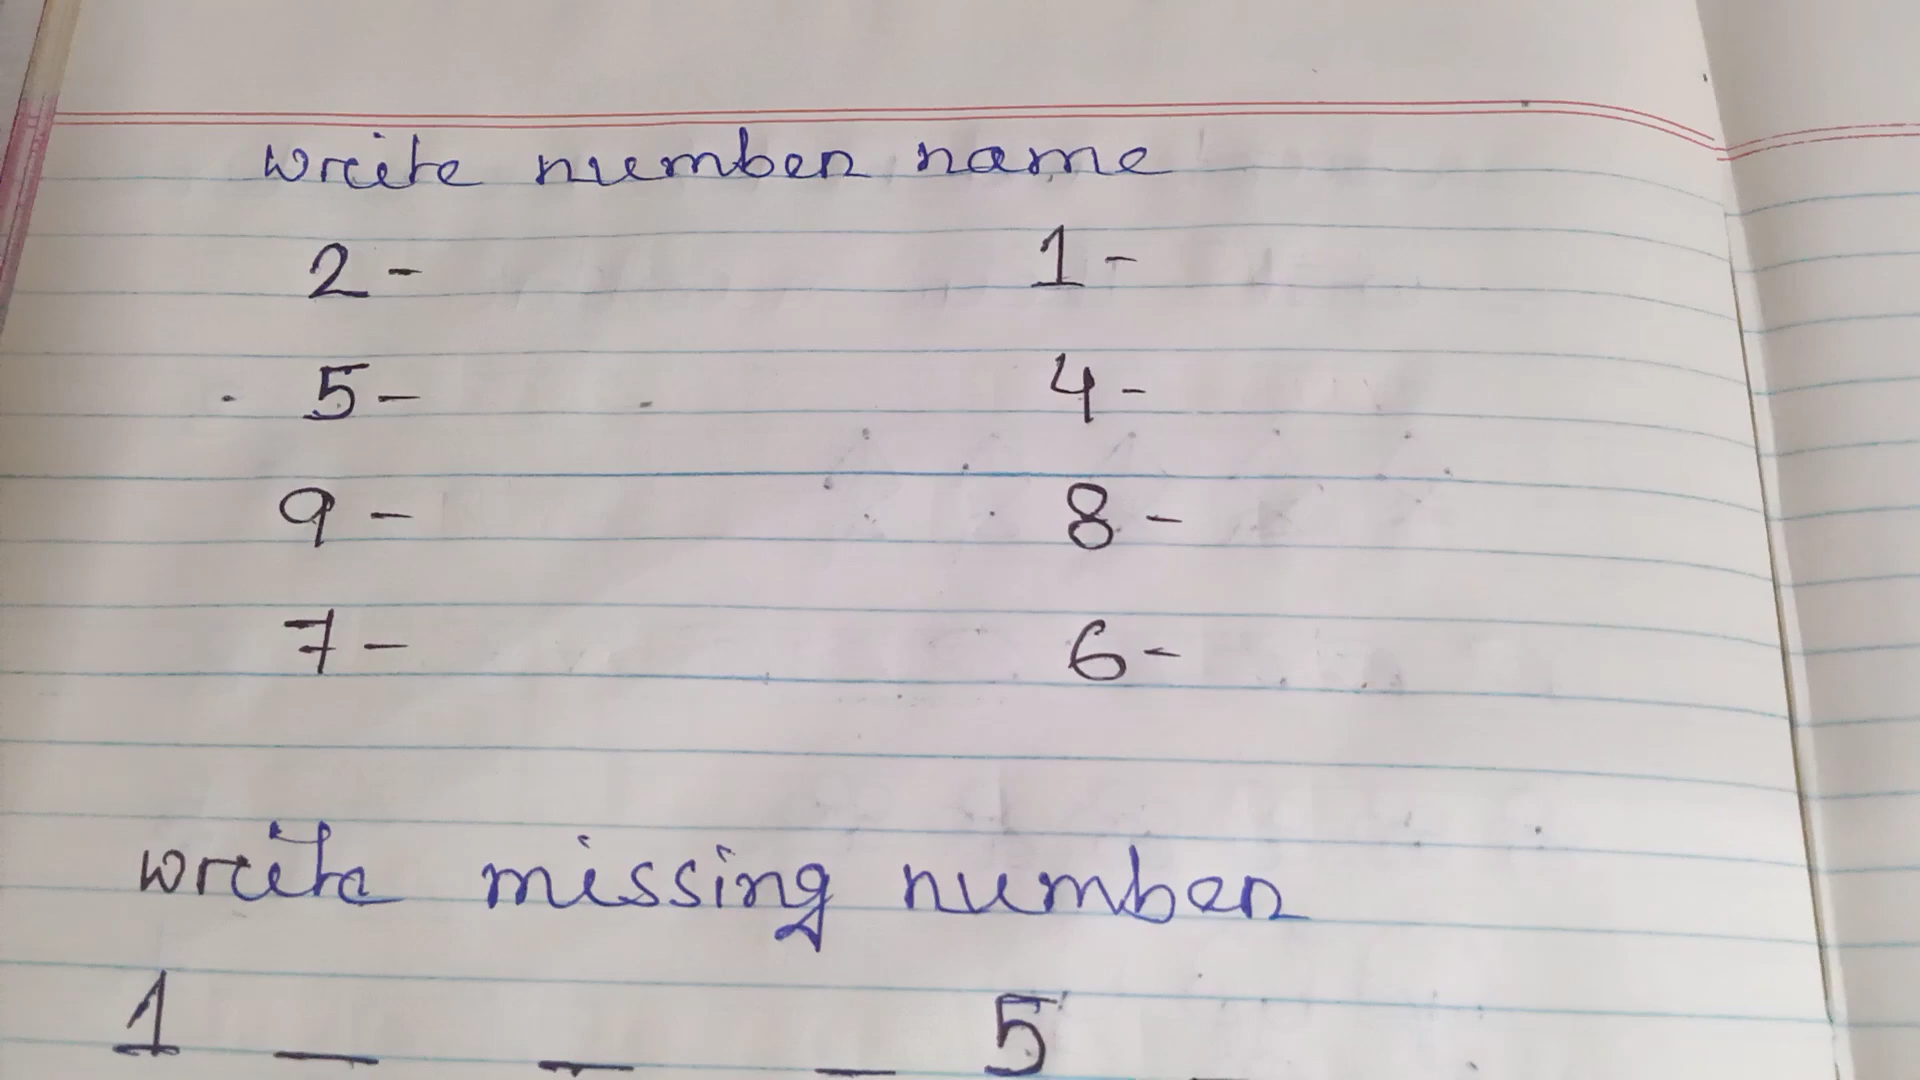 write number name
2 - 1 -
5 - 4 -
9 - 8 -
7 - 6 -
write missing number
1 _ _ _ 5 _